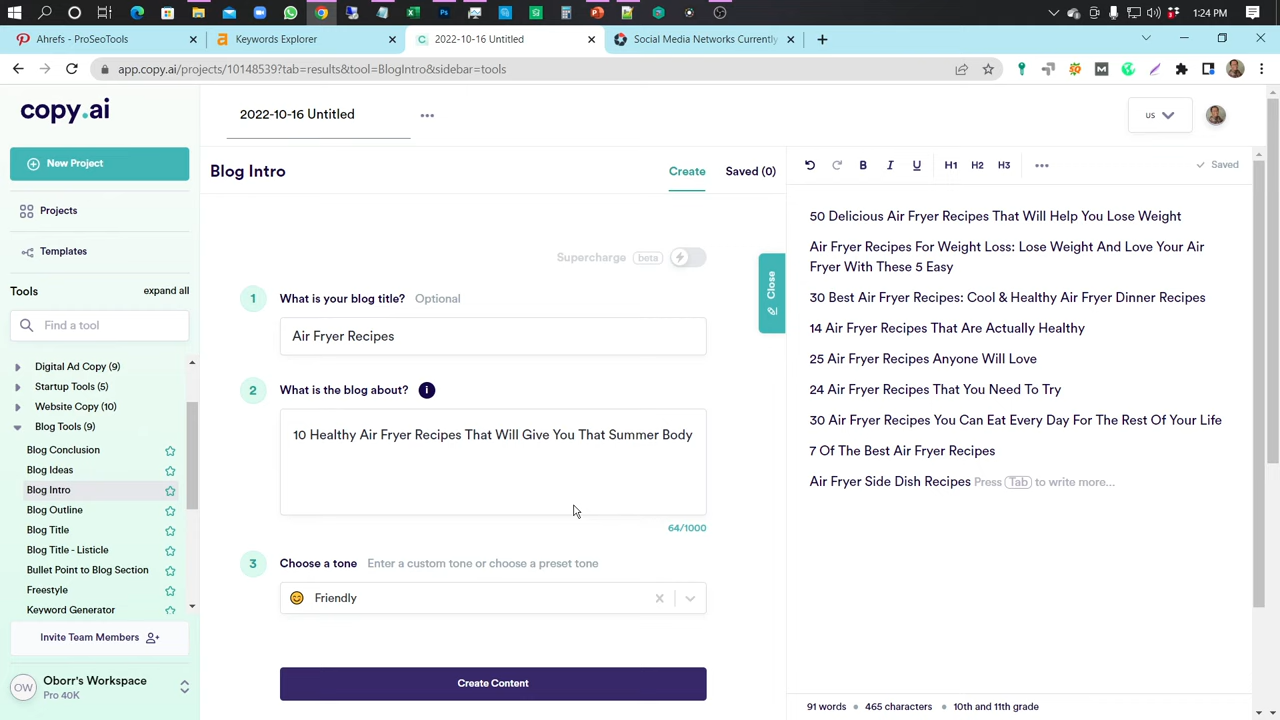 1:24 PM
Ahrefs - ProSeoTools
Keywords Explorer
2022-10-16 Untitled
Social Media Networks Currently
app.copy.ai/projects/10148539?tab=results&tool=BlogIntro&sidebar=tools
copy.ai
2022-10-16 Untitled
US
New Project
Blog Intro
Create
Saved (0)
B
I
U
H1
H2
H3
Saved
Projects
Templates
Tools
expand all
Find a tool
Digital Ad Copy (9)
Startup Tools (5)
Website Copy (10)
Blog Tools (9)
Blog Conclusion
Blog Ideas
Blog Intro
Blog Outline
Blog Title
Blog Title - Listicle
Bullet Point to Blog Section
Freestyle
Keyword Generator
Invite Team Members
OW
Oborr's Workspace
Pro 40K
Supercharge beta
1 What is your blog title? Optional
Air Fryer Recipes
2 What is the blog about? i
10 Healthy Air Fryer Recipes That Will Give You That Summer Body
64/1000
3 Choose a tone Enter a custom tone or choose a preset tone
Friendly
Create Content
Close
50 Delicious Air Fryer Recipes That Will Help You Lose Weight
Air Fryer Recipes For Weight Loss: Lose Weight And Love Your Air
Fryer With These 5 Easy
30 Best Air Fryer Recipes: Cool & Healthy Air Fryer Dinner Recipes
14 Air Fryer Recipes That Are Actually Healthy
25 Air Fryer Recipes Anyone Will Love
24 Air Fryer Recipes That You Need To Try
30 Air Fryer Recipes You Can Eat Every Day For The Rest Of Your Life
7 Of The Best Air Fryer Recipes
Air Fryer Side Dish Recipes Press Tab to write more...
91 words 465 characters 10th and 11th grade